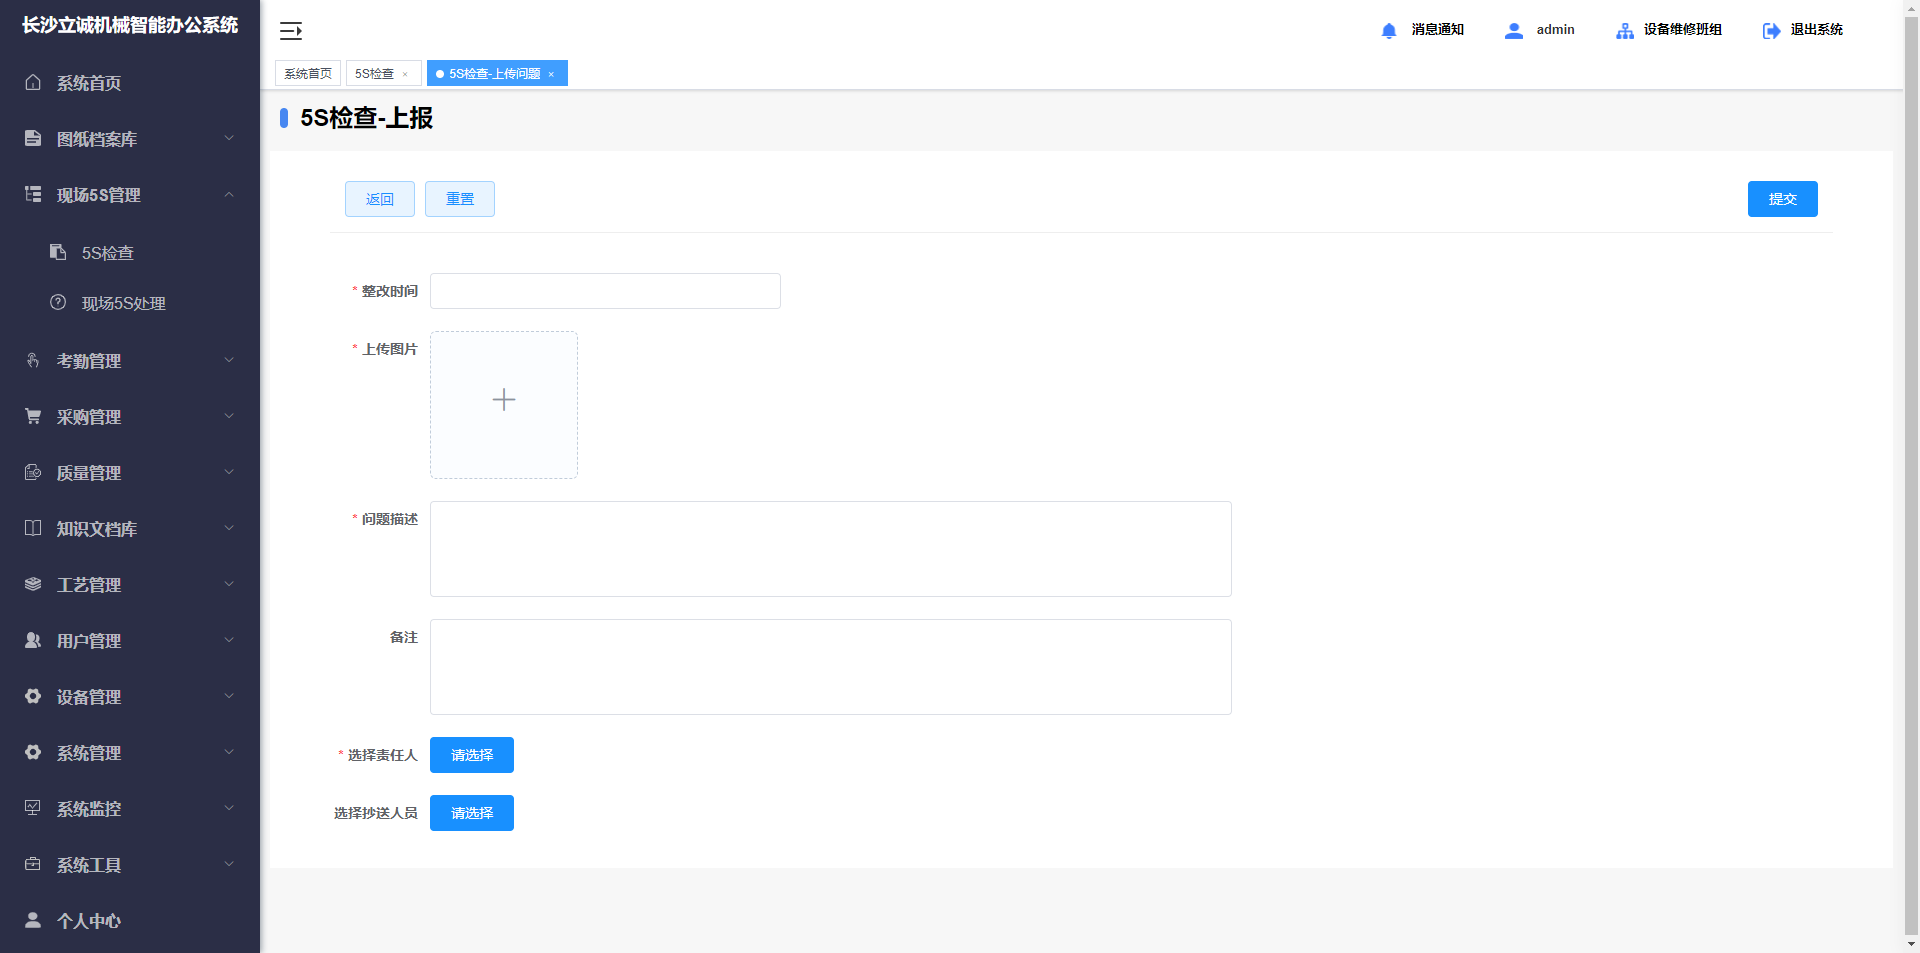 长沙立诚机械智能办公系统
系统首页
图纸档案库
现场5S管理
5S检查
现场5S处理
考勤管理
采购管理
质量管理
知识文档库
工艺管理
用户管理
设备管理
系统管理
系统监控
系统工具
个人中心
消息通知 admin 设备维修班组 退出系统
系统首页 5S检查 × 5S检查-上传问题 ×
5S检查-上报
返回 重置 提交
* 整改时间
* 上传图片
* 问题描述
备注
* 选择责任人 请选择
选择抄送人员 请选择